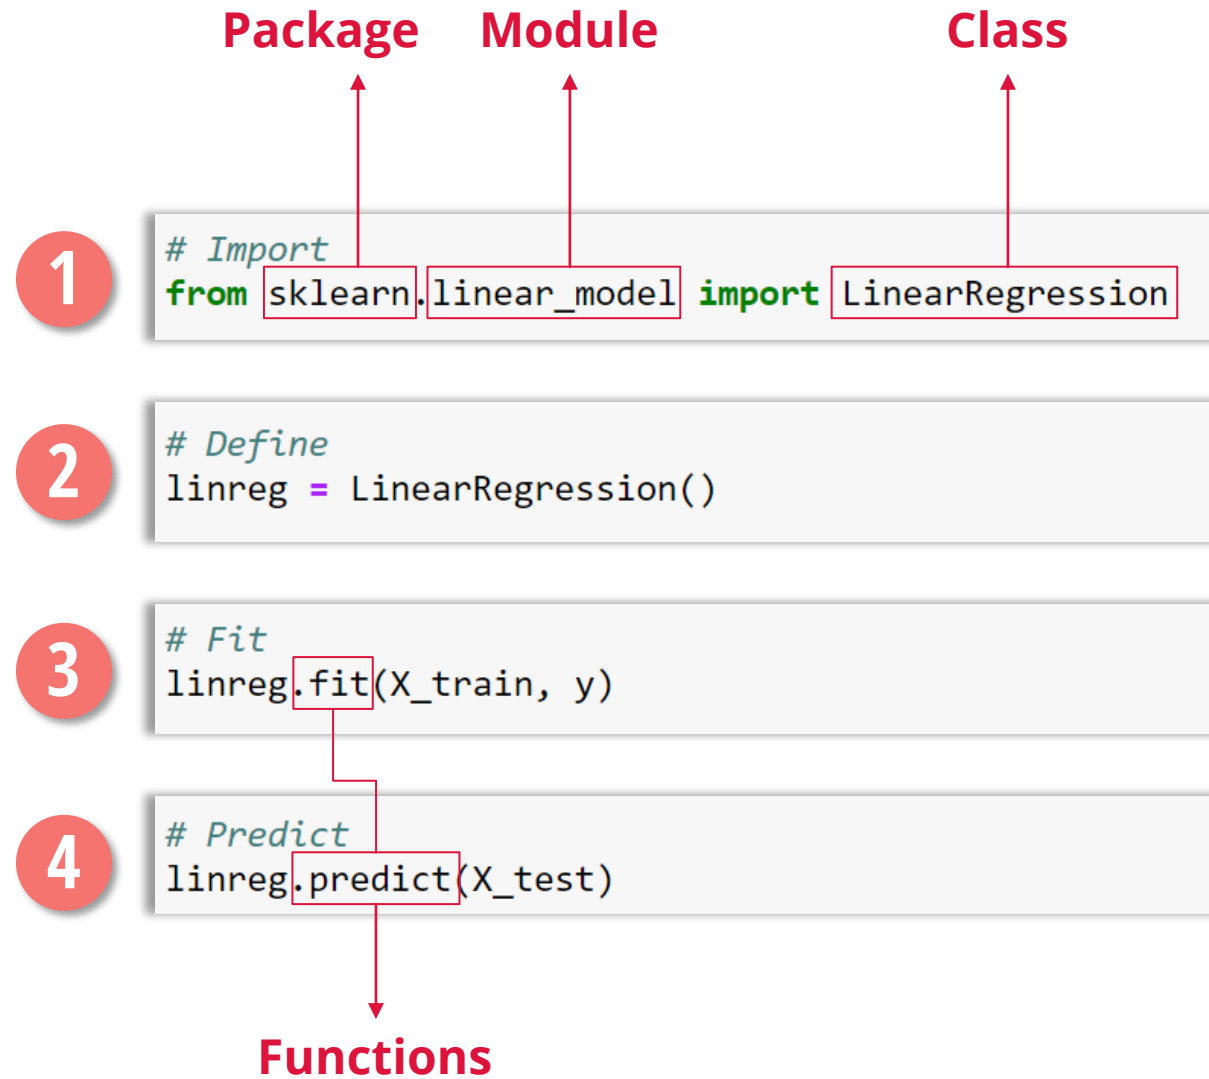 Package Module Class
1
# Import
from sklearn.linear_model import LinearRegression
2
# Define
linreg = LinearRegression()
3
# Fit
linreg.fit(X_train, y)
4
# Predict
linreg.predict(X_test)
Functions